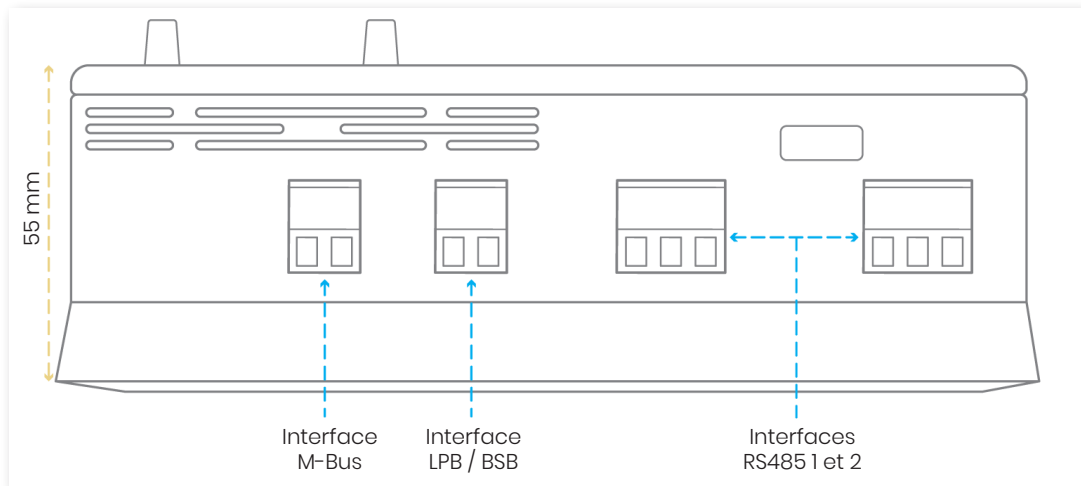 55 mm
Interface
M-Bus
Interface
LPB / BSB
Interfaces
RS485 1 et 2